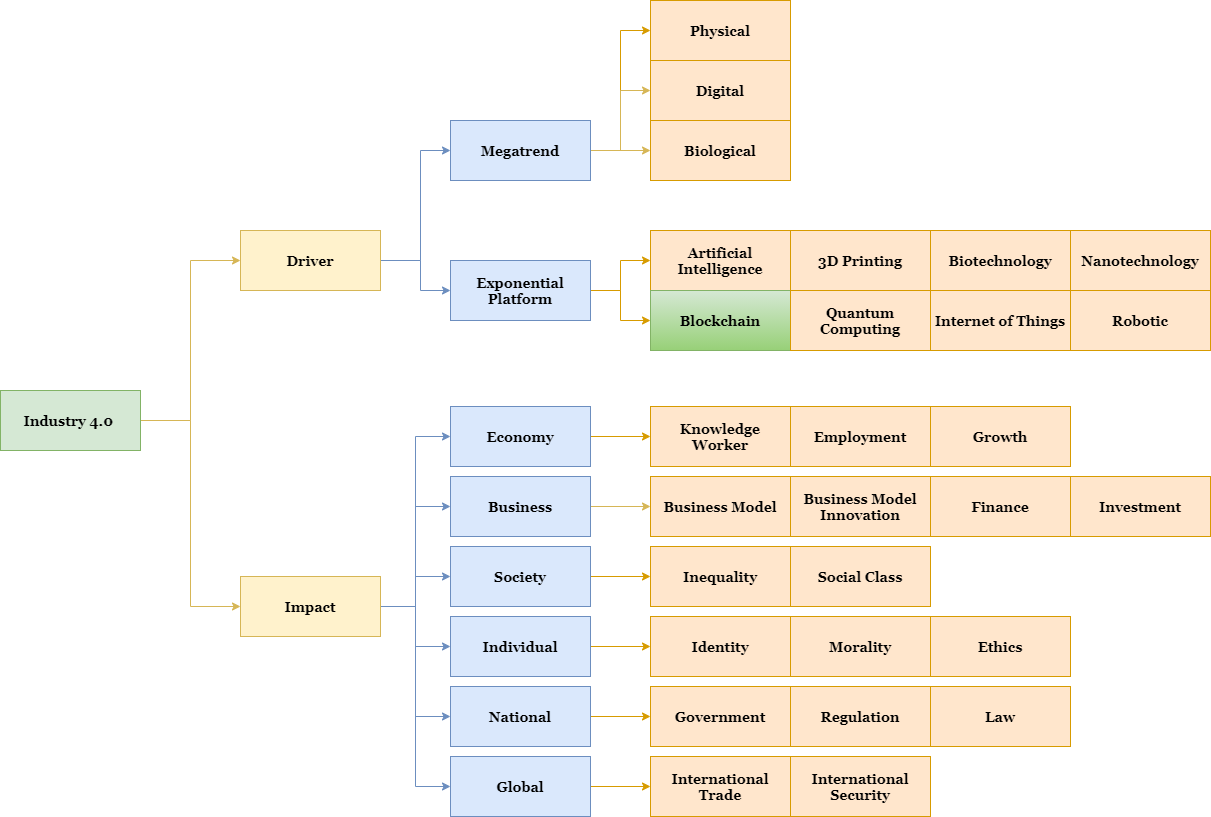 Physical
Digital
Megatrend
Biological
Driver
Artificial
Intelligence
3D Printing
Biotechnology
Nanotechnology
Exponential
Platform
Blockchain
Quantum
Computing
Internet of Things
Robotic
Industry 4.0
Economy
Knowledge
Worker
Employment
Growth
Business
Business Model
Business Model
Innovation
Finance
Investment
Society
Inequality
Social Class
Impact
Individual
Identity
Morality
Ethics
National
Government
Regulation
Law
Global
International
Trade
International
Security